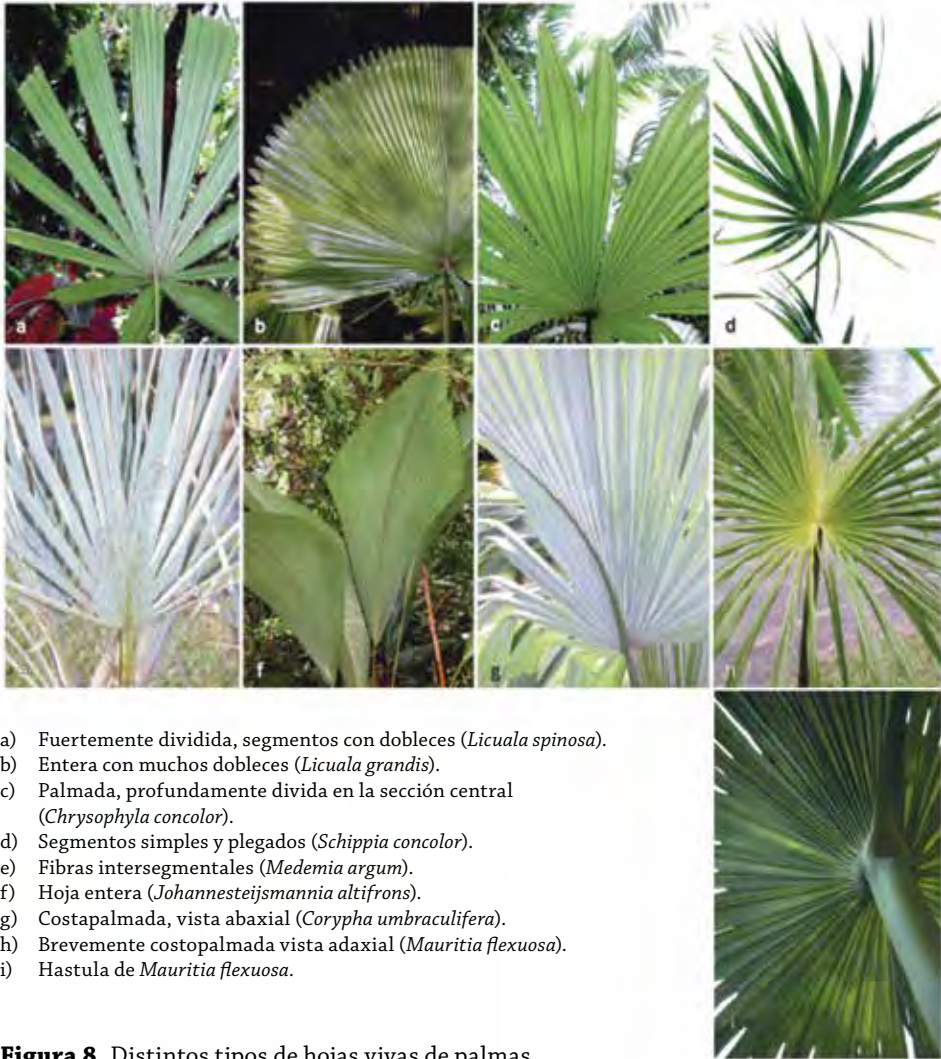 a b c d
f g h
a) Fuertemente dividida, segmentos con dobleces (Licuala spinosa).
b) Entera con muchos dobleces (Licuala grandis).
c) Palmada, profundamente divida en la sección central
(Chrysophyla concolor).
d) Segmentos simples y plegados (Schippia concolor).
e) Fibras intersegmentales (Medemia argum).
f) Hoja entera (Johannesteijsmannia altifrons).
g) Costapalmada, vista abaxial (Corypha umbraculifera).
h) Brevemente costopalmada vista adaxial (Mauritia flexuosa).
i) Hastula de Mauritia flexuosa.
Figura 8. Distintos tipos de hojas vivas de palmas